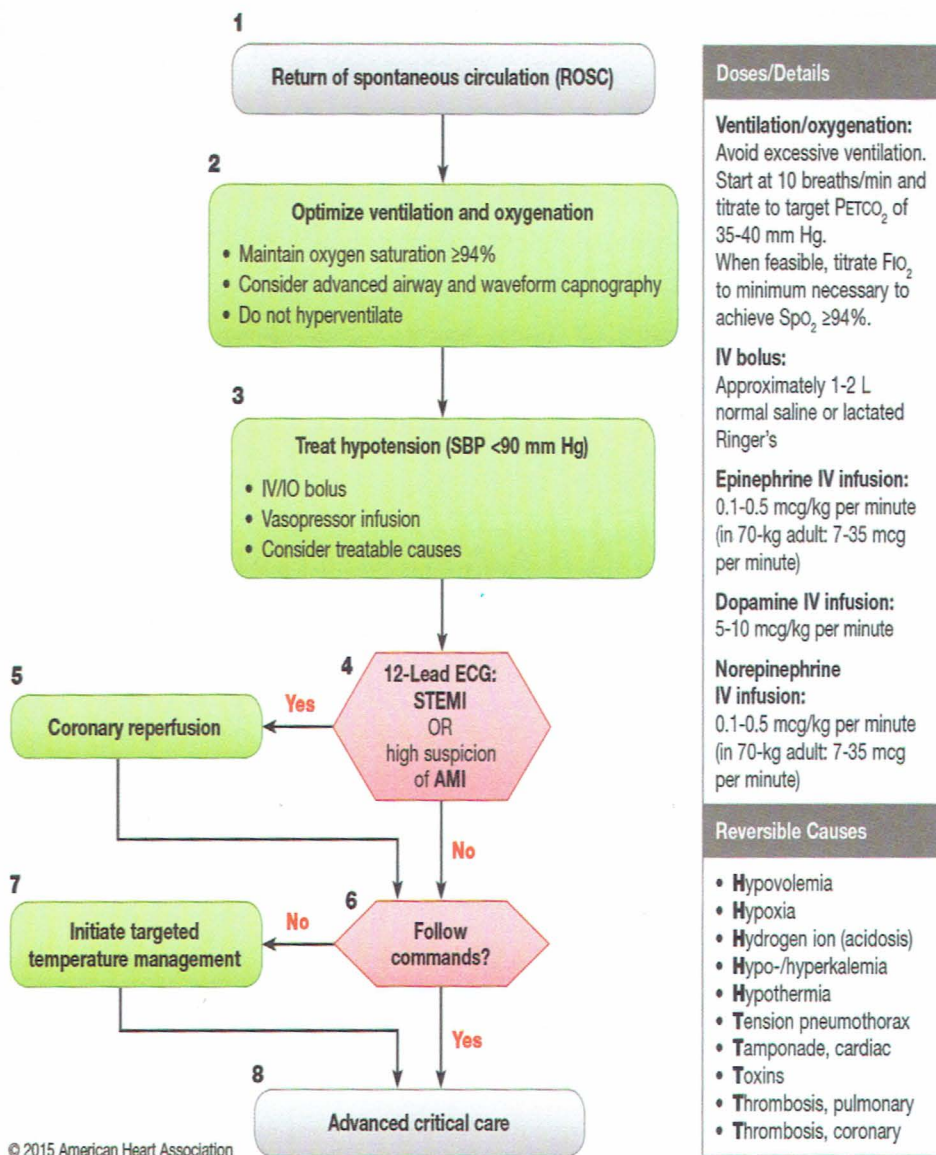 1
Return of spontaneous circulation (ROSC)
2
Optimize ventilation and oxygenation
• Maintain oxygen saturation ≥94%
• Consider advanced airway and waveform capnography
• Do not hyperventilate
3
Treat hypotension (SBP <90 mm Hg)
• IV/IO bolus
• Vasopressor infusion
• Consider treatable causes
4
12-Lead ECG:
STEMI
OR
high suspicion
of AMI
Yes
5
Coronary reperfusion
No
6
Follow
commands?
No
7
Initiate targeted
temperature management
Yes
8
Advanced critical care
© 2015 American Heart Association
Doses/Details
Ventilation/oxygenation:
Avoid excessive ventilation.
Start at 10 breaths/min and
titrate to target PETCO₂ of
35-40 mm Hg.
When feasible, titrate FIO₂
to minimum necessary to
achieve SpO₂ ≥94%.
IV bolus:
Approximately 1-2 L
normal saline or lactated
Ringer's
Epinephrine IV infusion:
0.1-0.5 mcg/kg per minute
(in 70-kg adult: 7-35 mcg
per minute)
Dopamine IV infusion:
5-10 mcg/kg per minute
Norepinephrine
IV infusion:
0.1-0.5 mcg/kg per minute
(in 70-kg adult: 7-35 mcg
per minute)
Reversible Causes
• Hypovolemia
• Hypoxia
• Hydrogen ion (acidosis)
• Hypo-/hyperkalemia
• Hypothermia
• Tension pneumothorax
• Tamponade, cardiac
• Toxins
• Thrombosis, pulmonary
• Thrombosis, coronary